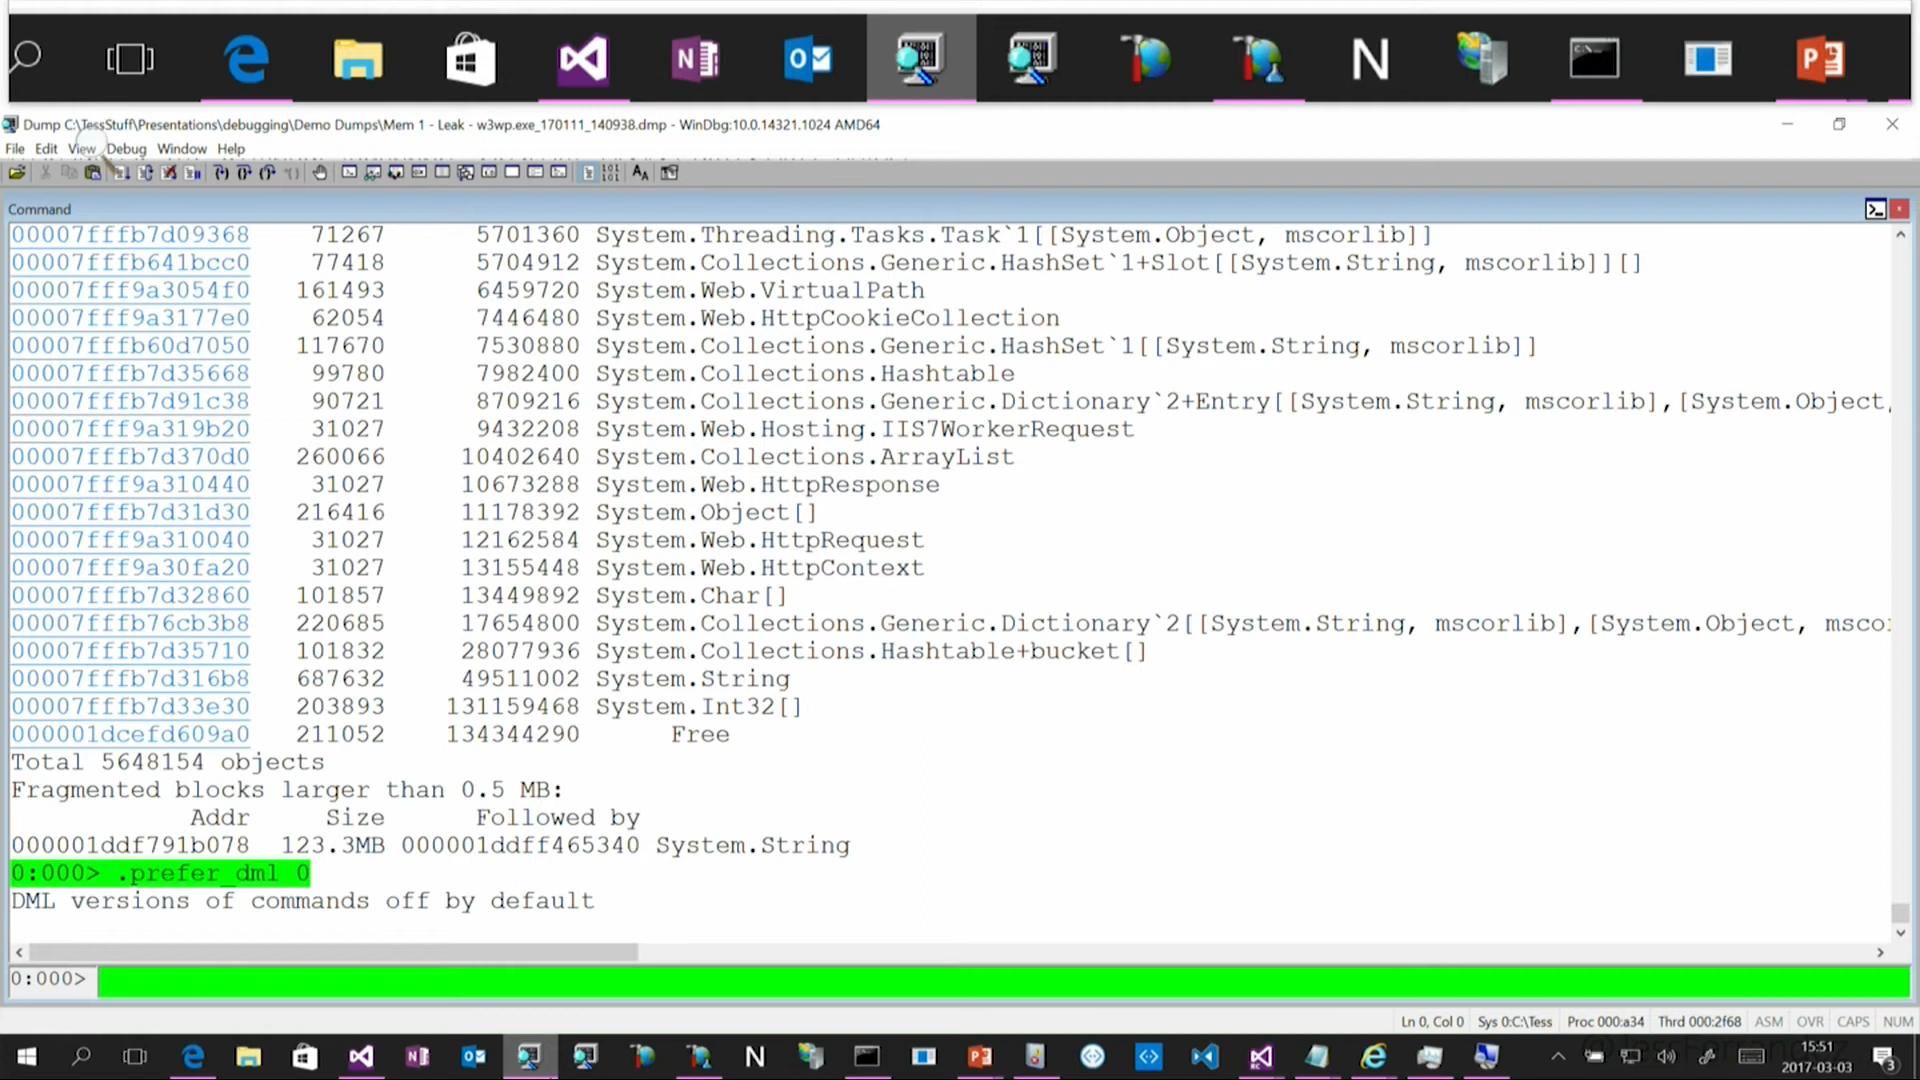 Dump C:\TessStuff\Presentations\debugging\Demo Dumps\Mem 1 - Leak - w3wp.exe_170111_140938.dmp - WinDbg:10.0.14321.1024 AMD64
File Edit View Debug Window Help
Command
00007fffb7d09368 71267 5701360 System.Threading.Tasks.Task`1[[System.Object, mscorlib]]
00007fffb641bcc0 77418 5704912 System.Collections.Generic.HashSet`1+Slot[[System.String, mscorlib]][]
00007fff9a3054f0 161493 6459720 System.Web.VirtualPath
00007fff9a3177e0 62054 7446480 System.Web.HttpCookieCollection
00007fffb60d7050 117670 7530880 System.Collections.Generic.HashSet`1[[System.String, mscorlib]]
00007fffb7d35668 99780 7982400 System.Collections.Hashtable
00007fffb7d91c38 90721 8709216 System.Collections.Generic.Dictionary`2+Entry[[System.String, mscorlib],[System.Object,
00007fff9a319b20 31027 9432208 System.Web.Hosting.IIS7WorkerRequest
00007fffb7d370d0 260066 10402640 System.Collections.ArrayList
00007fff9a310440 31027 10673288 System.Web.HttpResponse
00007fffb7d31d30 216416 11178392 System.Object[]
00007fff9a310040 31027 12162584 System.Web.HttpRequest
00007fff9a30fa20 31027 13155448 System.Web.HttpContext
00007fffb7d32860 101857 13449892 System.Char[]
00007fffb76cb3b8 220685 17654800 System.Collections.Generic.Dictionary`2[[System.String, mscorlib],[System.Object, msco
00007fffb7d35710 101832 28077936 System.Collections.Hashtable+bucket[]
00007fffb7d316b8 687632 49511002 System.String
00007fffb7d33e30 203893 131159468 System.Int32[]
000001dcefd609a0 211052 134344290 Free
Total 5648154 objects
Fragmented blocks larger than 0.5 MB:
Addr Size Followed by
000001ddf791b078 123.3MB 000001ddff465340 System.String
0:000> .prefer_dml 0
DML versions of commands off by default
0:000>
Ln 0, Col 0 Sys 0:C:\Tess Proc 000:a34 Thrd 000:2f68 ASM OVR CAPS NUM
15:51
2017-03-03
3